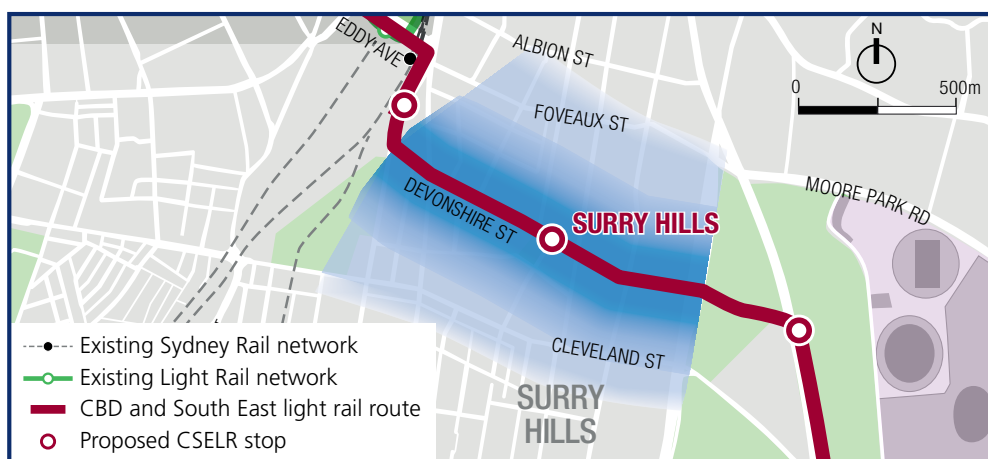 EDDY AVE
ALBION ST
N
0
500m
FOVEAUX ST
MOORE PARK RD
DEVONSHIRE ST
SURRY HILLS
CLEVELAND ST
SURRY
HILLS
Existing Sydney Rail network
Existing Light Rail network
CBD and South East light rail route
Proposed CSELR stop